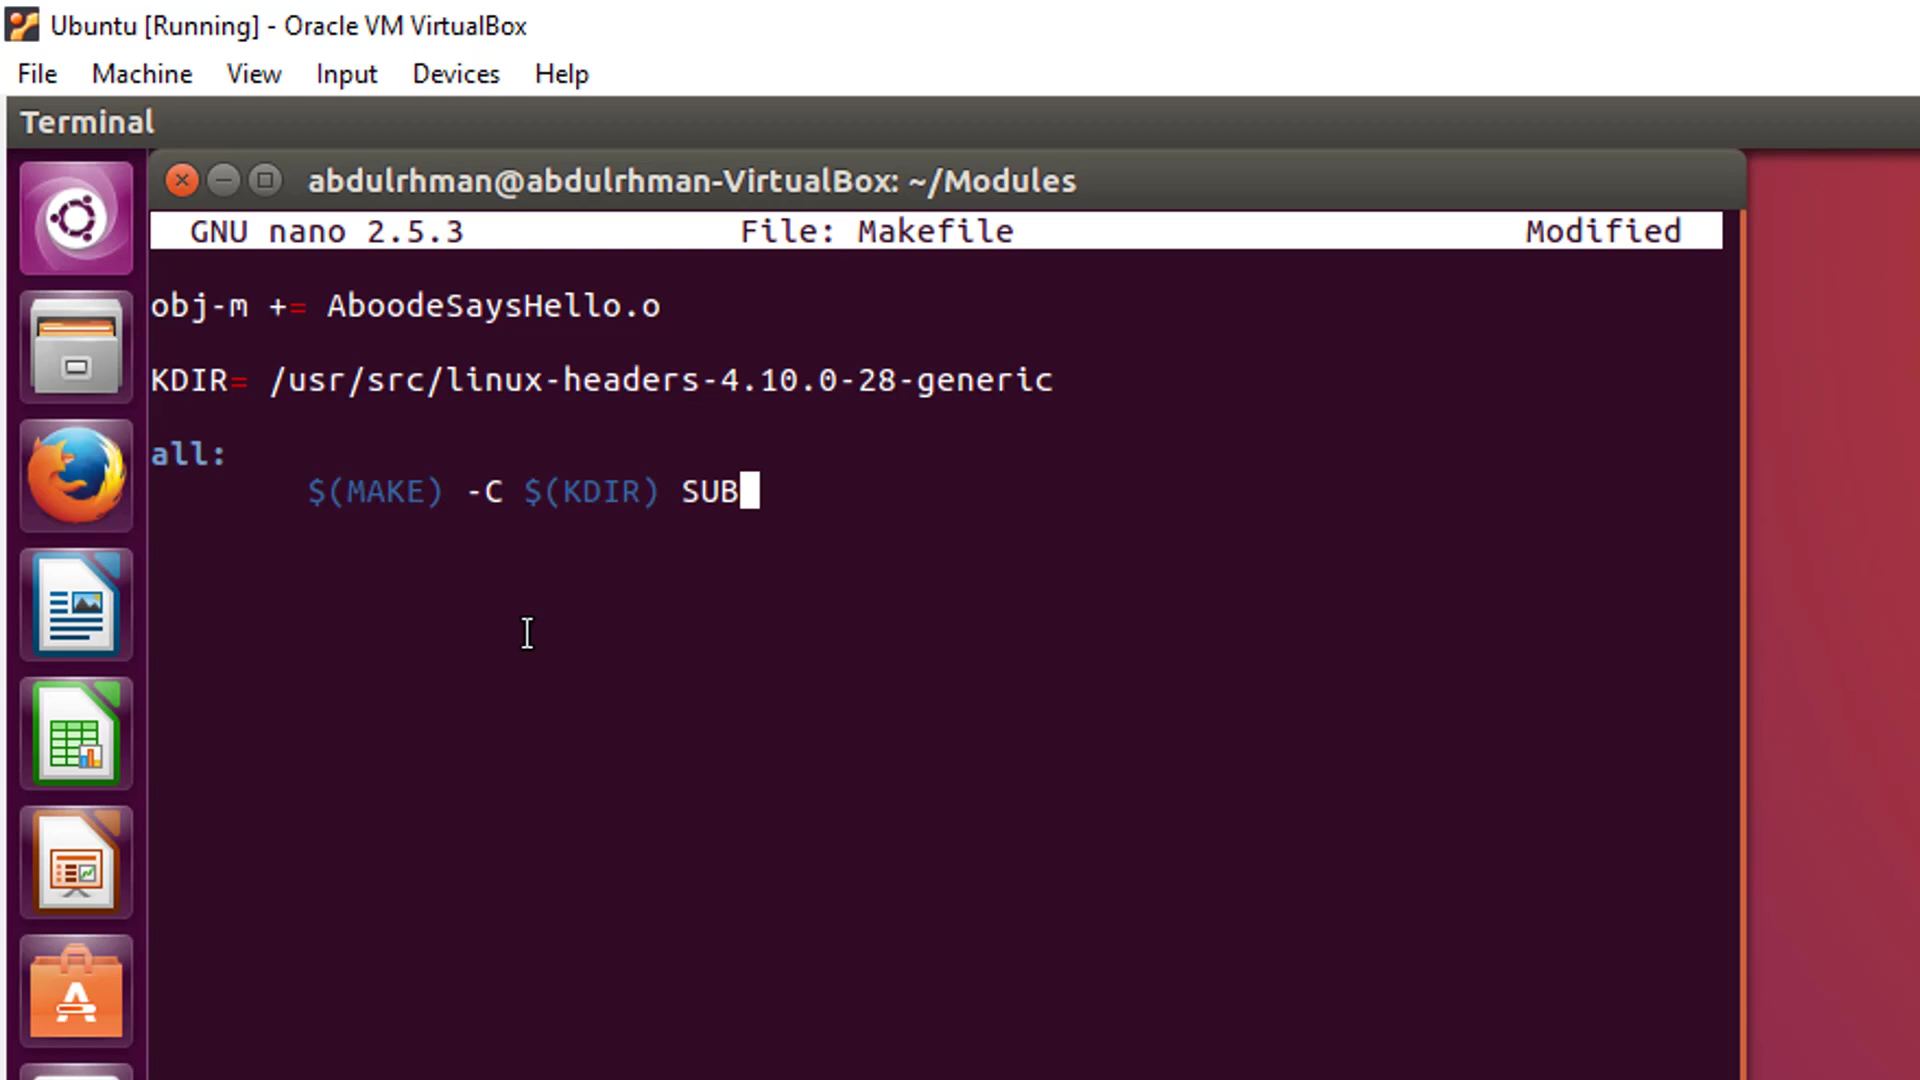 Ubuntu [Running] - Oracle VM VirtualBox
File Machine View Input Devices Help
Terminal
abdulrhman@abdulrhman-VirtualBox: ~/Modules
GNU nano 2.5.3 File: Makefile Modified
obj-m += AboodeSaysHello.o
KDIR= /usr/src/linux-headers-4.10.0-28-generic
all:
$(MAKE) -C $(KDIR) SUB